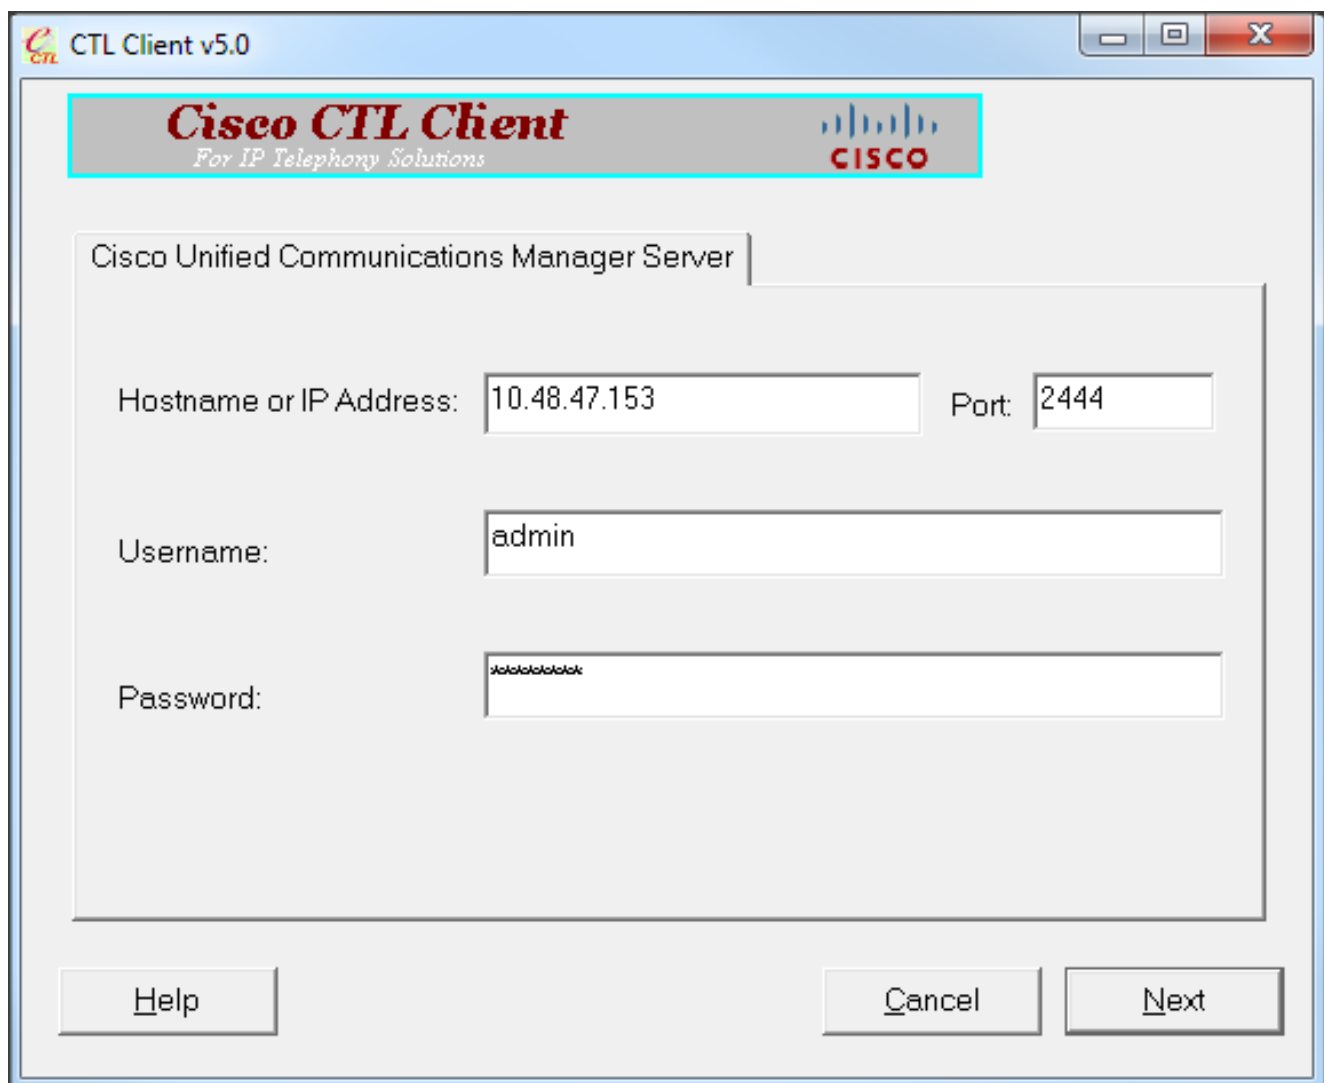 CTL Client v5.0
Cisco CTL Client
For IP Telephony Solutions
CISCO
Cisco Unified Communications Manager Server
Hostname or IP Address: 10.48.47.153 Port: 2444
Username: admin
Password: **********
Help Cancel Next